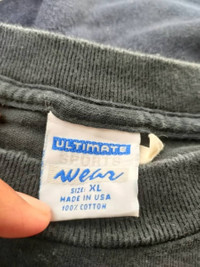 ULTIMATE
SPORTS
Wear
SIZE: XL
MADE IN USA
100% COTTON